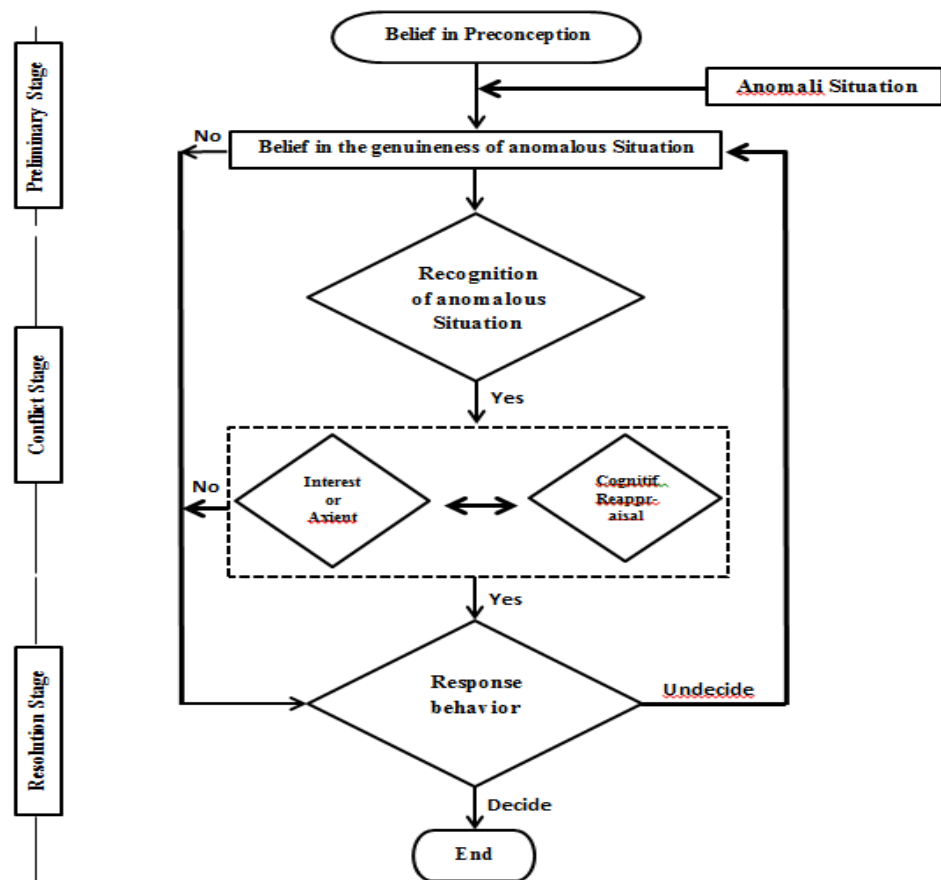 Belief in Preconception
Anomali Situation
Preliminary Stage
No
Belief in the genuineness of anomalous Situation
Recognition
of anomalous
Situation
Conflict Stage
Yes
No
Interest
or
Axient
Cognitif
Reappr-
aisal
Yes
Resolution Stage
Response
behavior
Undecide
Decide
End